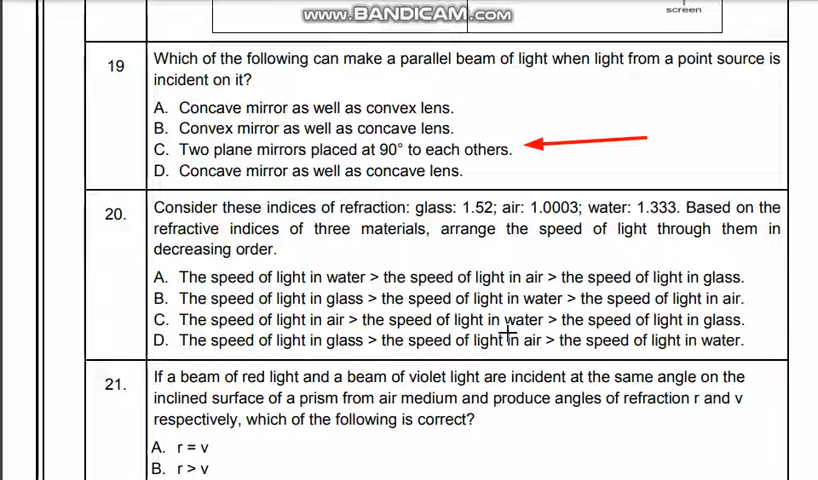 screen
www.BANDICAM.com
19
Which of the following can make a parallel beam of light when light from a point source is
incident on it?
A. Concave mirror as well as convex lens.
B. Convex mirror as well as concave lens.
C. Two plane mirrors placed at 90° to each others.
D. Concave mirror as well as concave lens.
20.
Consider these indices of refraction: glass: 1.52; air: 1.0003; water: 1.333. Based on the
refractive indices of three materials, arrange the speed of light through them in
decreasing order.
A. The speed of light in water > the speed of light in air > the speed of light in glass.
B. The speed of light in glass > the speed of light in water > the speed of light in air.
C. The speed of light in air > the speed of light in water > the speed of light in glass.
D. The speed of light in glass > the speed of light in air > the speed of light in water.
21.
If a beam of red light and a beam of violet light are incident at the same angle on the
inclined surface of a prism from air medium and produce angles of refraction r and v
respectively, which of the following is correct?
A. r = v
B. r > v